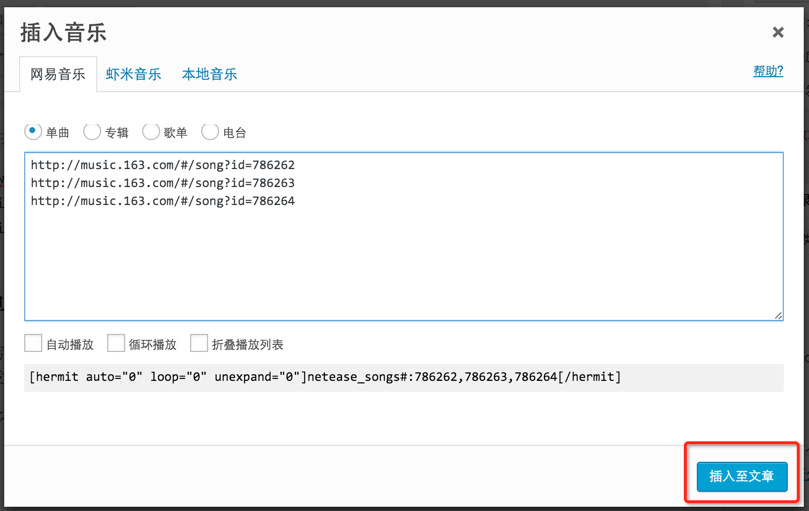 插入音乐
×
网易音乐 虾米音乐 本地音乐 帮助?
单曲 专辑 歌单 电台
http://music.163.com/#/song?id=786262
http://music.163.com/#/song?id=786263
http://music.163.com/#/song?id=786264
自动播放 循环播放 折叠播放列表
[hermit auto="0" loop="0" unexpand="0"]netease_songs#:786262,786263,786264[/hermit]
插入至文章